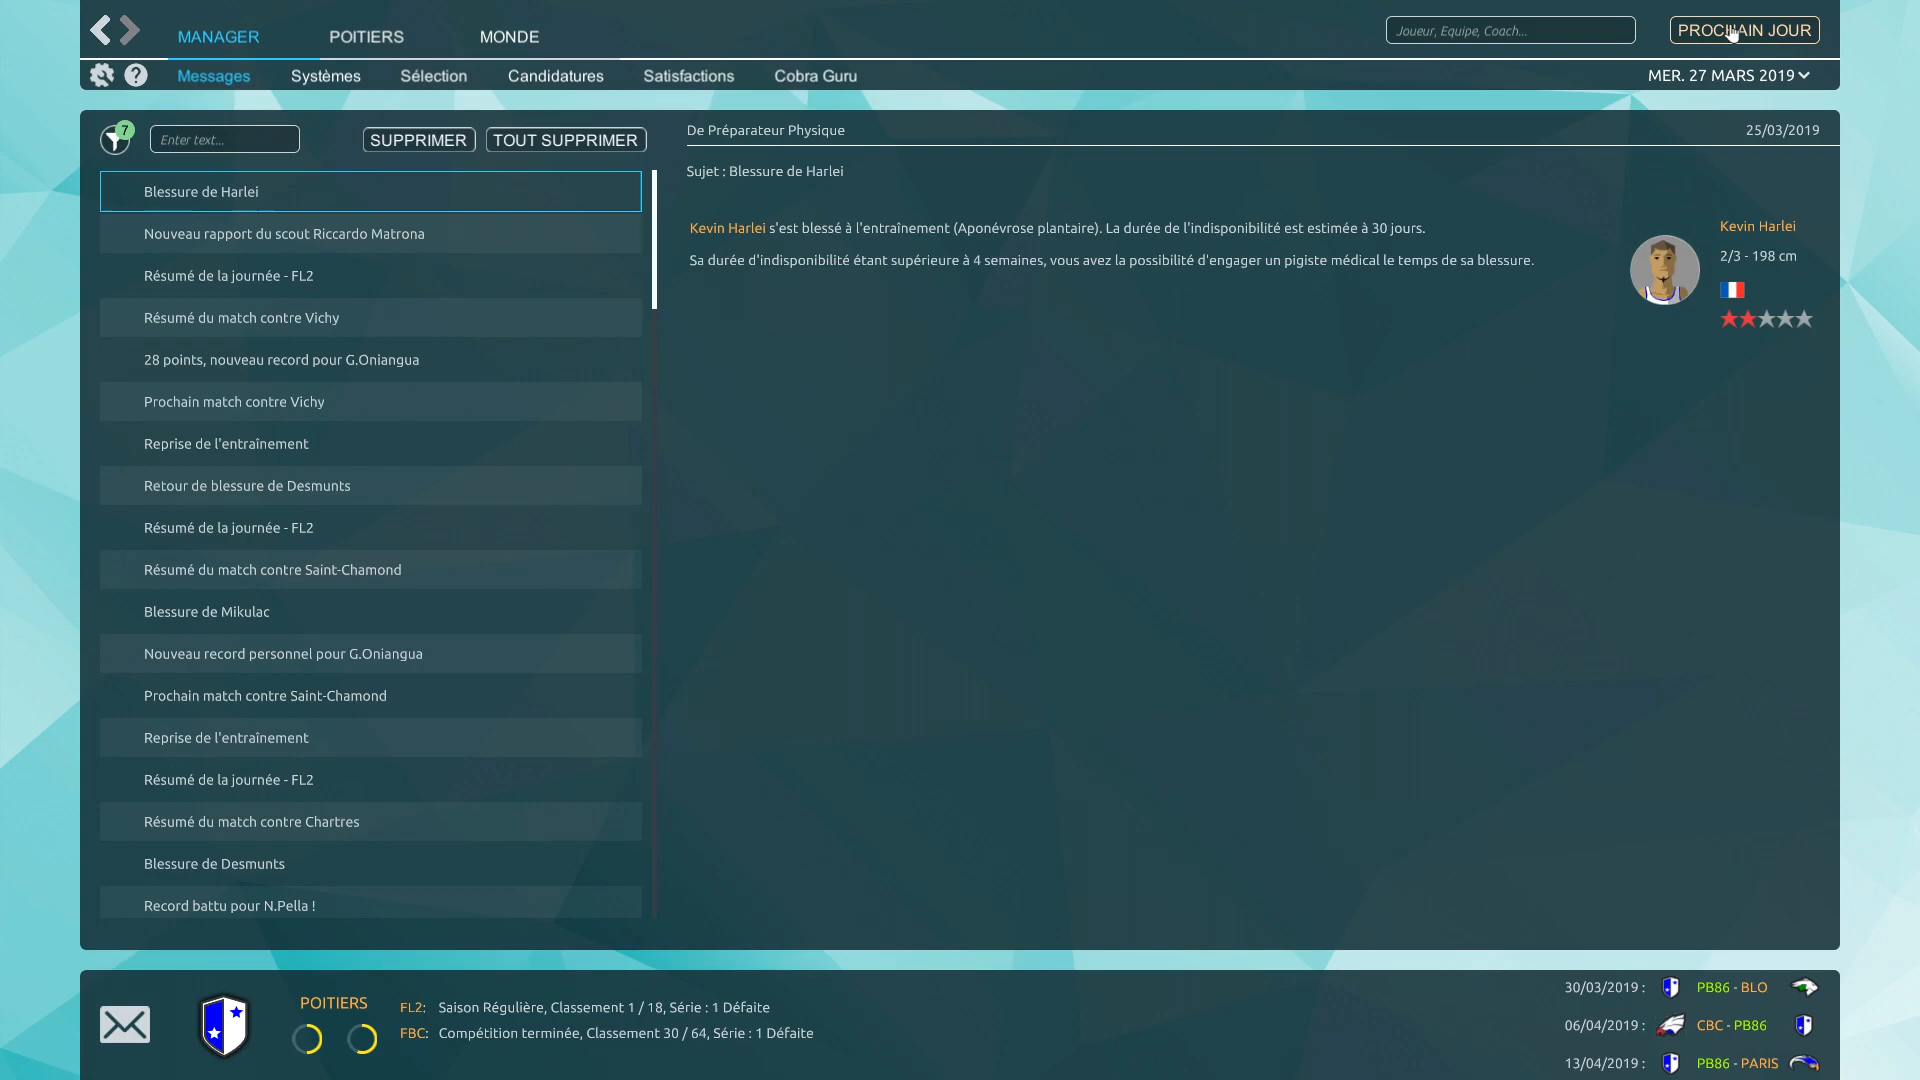 MANAGER POITIERS MONDE
Joueur, Equipe, Coach...
PROCHAIN JOUR
Messages Systèmes Sélection Candidatures Satisfactions Cobra Guru
MER. 27 MARS 2019
7
Enter text...
SUPPRIMER TOUT SUPPRIMER
Blessure de Harlei
Nouveau rapport du scout Riccardo Matrona
Résumé de la journée - FL2
Résumé du match contre Vichy
28 points, nouveau record pour G.Oniangua
Prochain match contre Vichy
Reprise de l'entraînement
Retour de blessure de Desmunts
Résumé de la journée - FL2
Résumé du match contre Saint-Chamond
Blessure de Mikulac
Nouveau record personnel pour G.Oniangua
Prochain match contre Saint-Chamond
Reprise de l'entraînement
Résumé de la journée - FL2
Résumé du match contre Chartres
Blessure de Desmunts
Record battu pour N.Pella !
De Préparateur Physique 25/03/2019
Sujet : Blessure de Harlei
Kevin Harlei s'est blessé à l'entraînement (Aponévrose plantaire). La durée de l'indisponibilité est estimée à 30 jours.
Sa durée d'indisponibilité étant supérieure à 4 semaines, vous avez la possibilité d'engager un pigiste médical le temps de sa blessure.
Kevin Harlei
2/3 - 198 cm
POITIERS
FL2: Saison Régulière, Classement 1 / 18, Série : 1 Défaite
FBC: Compétition terminée, Classement 30 / 64, Série : 1 Défaite
30/03/2019 : PB86 - BLO
06/04/2019 : CBC - PB86
13/04/2019 : PB86 - PARIS